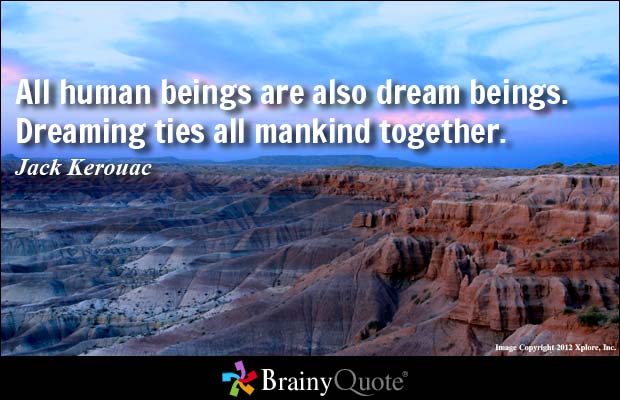 All human beings are also dream beings.
Dreaming ties all mankind together.
Jack Kerouac
Image Copyright 2012 Xplore, Inc.
BrainyQuote®